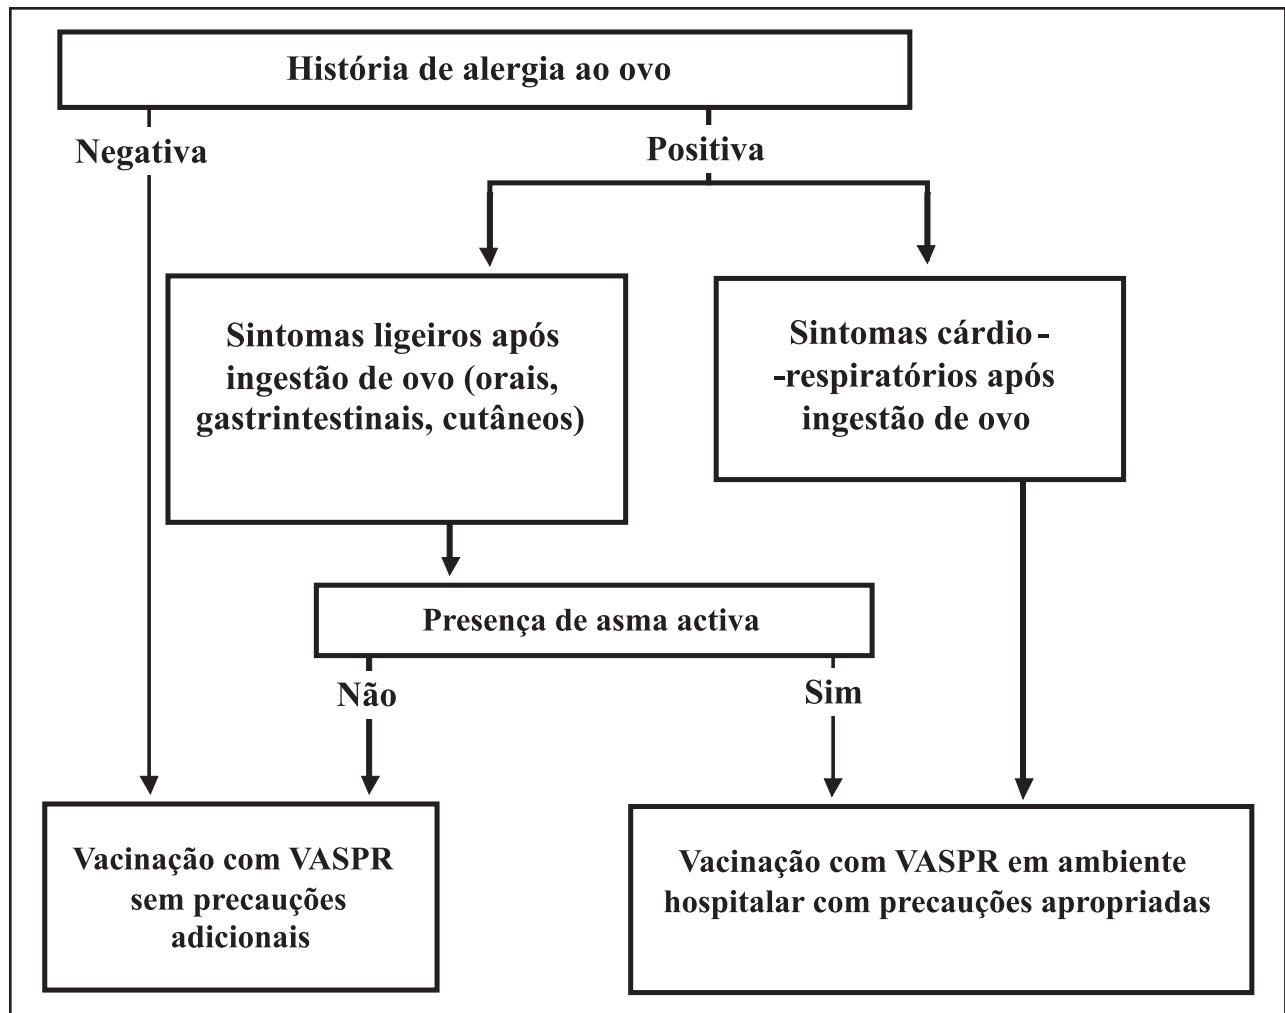 História de alergia ao ovo
Negativa
Positiva
Sintomas ligeiros após
ingestão de ovo (orais,
gastrintestinais, cutâneos)
Sintomas cárdio-
-respiratórios após
ingestão de ovo
Presença de asma activa
Não
Sim
Vacinação com VASPR
sem precauções
adicionais
Vacinação com VASPR em ambiente
hospitalar com precauções apropriadas